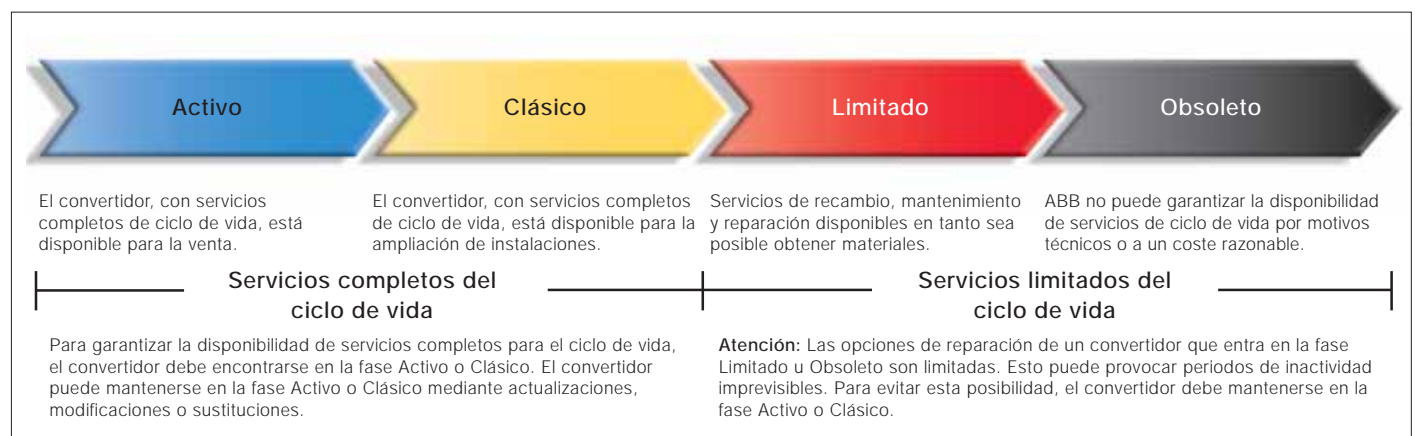 Activo
Clásico
Limitado
Obsoleto
El convertidor, con servicios
completos de ciclo de vida, está
disponible para la venta.
El convertidor, con servicios completos
de ciclo de vida, está disponible para la
ampliación de instalaciones.
Servicios de recambio, mantenimiento
y reparación disponibles en tanto sea
posible obtener materiales.
ABB no puede garantizar la disponibilidad
de servicios de ciclo de vida por motivos
técnicos o a un coste razonable.
Servicios completos del
ciclo de vida
Servicios limitados del
ciclo de vida
Para garantizar la disponibilidad de servicios completos para el ciclo de vida,
el convertidor debe encontrarse en la fase Activo o Clásico. El convertidor
puede mantenerse en la fase Activo o Clásico mediante actualizaciones,
modificaciones o sustituciones.
Atención: Las opciones de reparación de un convertidor que entra en la fase
Limitado u Obsoleto son limitadas. Esto puede provocar periodos de inactividad
imprevisibles. Para evitar esta posibilidad, el convertidor debe mantenerse en la
fase Activo o Clásico.